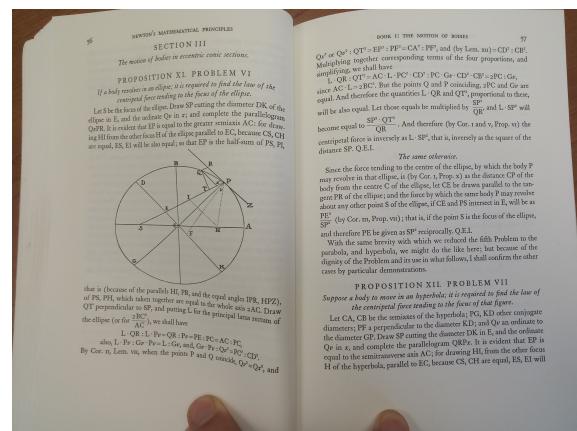 56
NEWTON'S MATHEMATICAL PRINCIPLES
SECTION III
The motion of bodies in eccentric conic sections.
PROPOSITION XI. PROBLEM VI
If a body revolves in an ellipse; it is required to find the law of the
centripetal force tending to the focus of the ellipse.
Let S be the focus of the ellipse. Draw SP cutting the diameter DK of the
ellipse in E, and the ordinate Qv in x; and complete the parallelogram
QxPR. It is evident that EP is equal to the greater semiaxis AC: for draw-
ing HI from the other focus H of the ellipse parallel to EC, because CS, CH
are equal, ES, EI will be also equal; so that EP is the half-sum of PS, PI,
B
R
D
Q
P
T
x
v
E
I
Z
S
C
H
A
F
G
K
that is (because of the parallels HI, PR, and the equal angles IPR, HPZ),
of PS, PH, which taken together are equal to the whole axis 2AC. Draw
QT perpendicular to SP, and putting L for the principal latus rectum of
the ellipse (or for 2BC²/AC), we shall have
L · QR : L · Pv = QR : Pv = PE : PC = AC : PC,
also, L · Pv : Gv · Pv = L : Gv, and, Gv · Pv : Qv² = PC² : CD².
By Cor. II, Lem. VII, when the points P and Q coincide, Qv² = Qx², and
BOOK I: THE MOTION OF BODIES
57
Qx² or Qv² : QT² = EP² : PF² = CA² : PF², and (by Lem. XII) = CD² : CB².
Multiplying together corresponding terms of the four proportions, and
simplifying, we shall have
L · QR : QT² = AC · L · PC² · CD² : PC · Gv · CD² · CB² = 2PC : Gv,
since AC · L = 2BC². But the points Q and P coinciding, 2PC and Gv are
equal. And therefore the quantities L · QR and QT², proportional to these,
will be also equal. Let those equals be multiplied by SP²/QR, and L · SP² will
become equal to SP² · QT²/QR. And therefore (by Cor. I and V, Prop. VI) the
centripetal force is inversely as L · SP², that is, inversely as the square of the
distance SP. Q.E.I.
The same otherwise.
Since the force tending to the centre of the ellipse, by which the body P
may revolve in that ellipse, is (by Cor. I, Prop. X) as the distance CP of the
body from the centre C of the ellipse, let CE be drawn parallel to the tan-
gent PR of the ellipse; and the force by which the same body P may revolve
about any other point S of the ellipse, if CE and PS intersect in E, will be as
PE³/SP² (by Cor. III, Prop. VII); that is, if the point S is the focus of the ellipse,
and therefore PE be given as SP² reciprocally. Q.E.I.
With the same brevity with which we reduced the fifth Problem to the
parabola, and hyperbola, we might do the like here; but because of the
dignity of the Problem and its use in what follows, I shall confirm the other
cases by particular demonstrations.
PROPOSITION XII. PROBLEM VII
Suppose a body to move in an hyperbola; it is required to find the law of
the centripetal force tending to the focus of that figure.
Let CA, CB be the semiaxes of the hyperbola; PG, KD other conjugate
diameters; PF a perpendicular to the diameter KD; and Qv an ordinate to
the diameter GP. Draw SP cutting the diameter DK in E, and the ordinate
Qv in x, and complete the parallelogram QRPx. It is evident that EP is
equal to the semitransverse axis AC; for drawing HI, from the other focus
H of the hyperbola, parallel to EC, because CS, CH are equal, ES, EI will